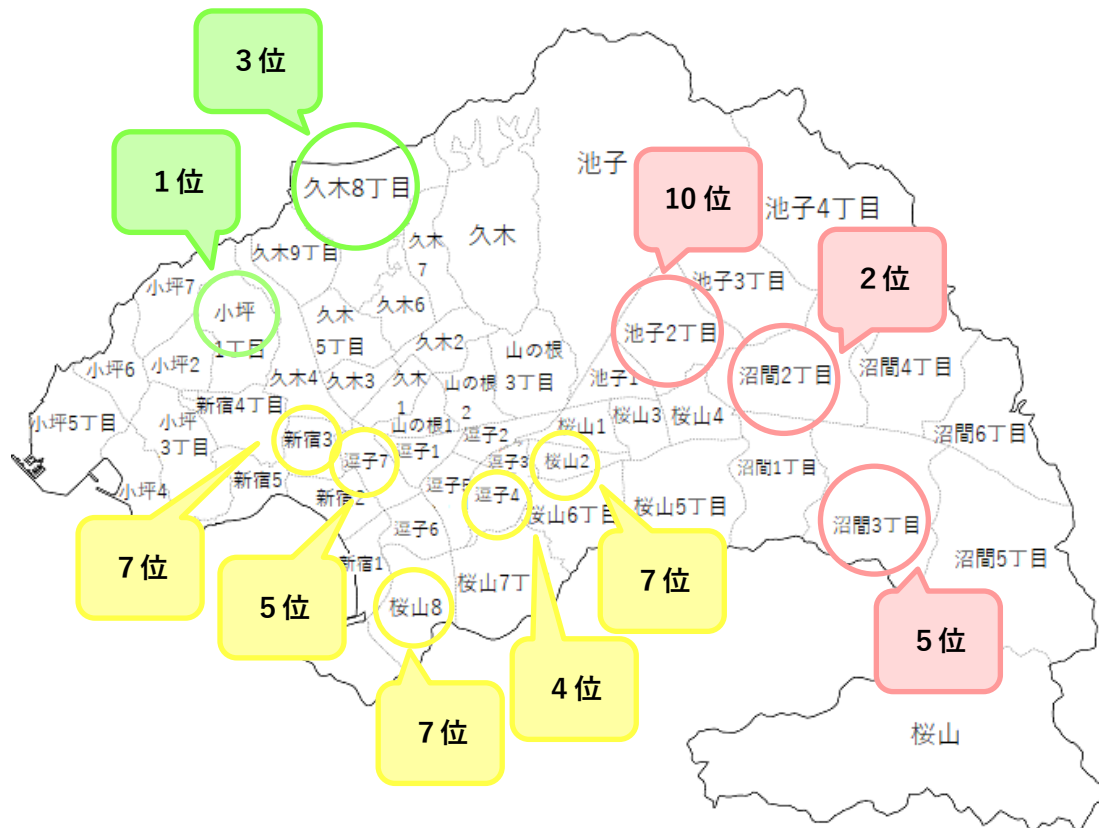 3位
1位
久木8丁目
池子
10位
池子4丁目
2位
久木
久木
7
久木9丁目
小坪7
小坪
1丁目
池子3丁目
久木6
久木
5丁目
池子2丁目
久木2
山の根
3丁目
小坪6
小坪2
久木4
久木3
久木
1
山の根
2
池子1
沼間2丁目
沼間4丁目
新宿4丁目
小坪5丁目
小坪
3丁目
山の根1
桜山1
桜山3
桜山4
新宿3
逗子7
逗子1
逗子2
逗子3
桜山2
沼間6丁目
沼間1丁目
小坪4
新宿5
新宿2
逗子5
逗子4
桜山6丁目
桜山5丁目
沼間3丁目
逗子6
新宿1
桜山7丁
沼間5丁目
7位
5位
7位
桜山8
5位
4位
7位
桜山